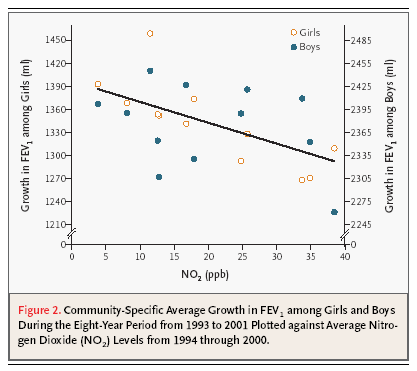 Girls
Boys
1450
1420
1390
1360
1330
1300
1270
1240
1210
0
2485
2455
2425
2395
2365
2335
2305
2275
2245
0
Growth in FEV1 among Girls (ml)
Growth in FEV1 among Boys (ml)
0 5 10 15 20 25 30 35 40
NO2 (ppb)
Figure 2. Community-Specific Average Growth in FEV1 among Girls and Boys
During the Eight-Year Period from 1993 to 2001 Plotted against Average Nitro-
gen Dioxide (NO2) Levels from 1994 through 2000.